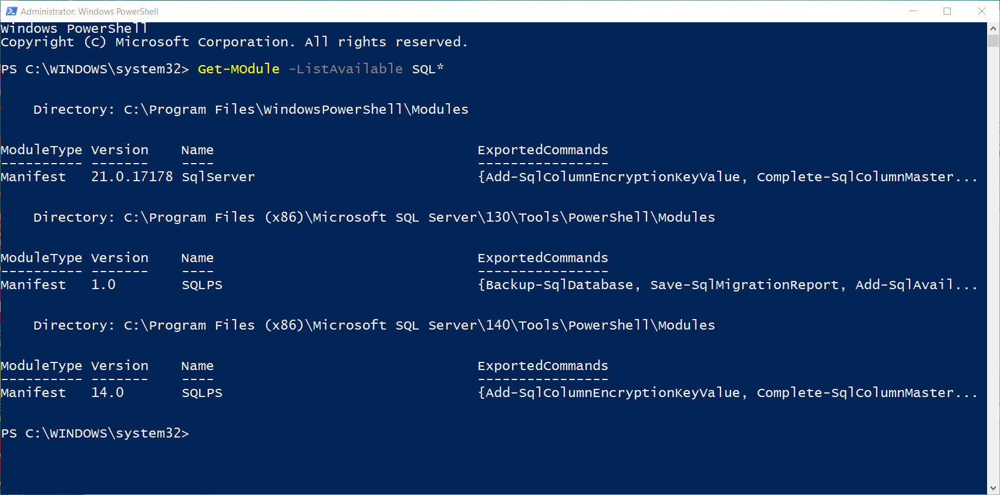 Administrator: Windows PowerShell
Windows PowerShell
Copyright (C) Microsoft Corporation. All rights reserved.
PS C:\WINDOWS\system32> Get-MOdule -ListAvailable SQL*
    Directory: C:\Program Files\WindowsPowerShell\Modules
ModuleType Version    Name                                ExportedCommands
---------- -------    ----                                ----------------
Manifest   21.0.17178 SqlServer                           {Add-SqlColumnEncryptionKeyValue, Complete-SqlColumnMaster...
    Directory: C:\Program Files (x86)\Microsoft SQL Server\130\Tools\PowerShell\Modules
ModuleType Version    Name                                ExportedCommands
---------- -------    ----                                ----------------
Manifest   1.0        SQLPS                               {Backup-SqlDatabase, Save-SqlMigrationReport, Add-SqlAvail...
    Directory: C:\Program Files (x86)\Microsoft SQL Server\140\Tools\PowerShell\Modules
ModuleType Version    Name                                ExportedCommands
---------- -------    ----                                ----------------
Manifest   14.0       SQLPS                               {Add-SqlColumnEncryptionKeyValue, Complete-SqlColumnMaster...
PS C:\WINDOWS\system32>